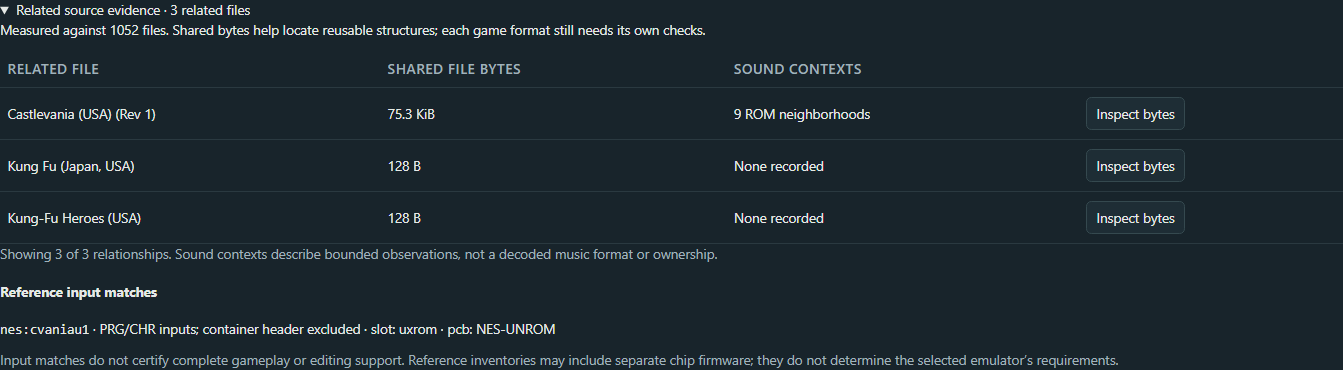 ▼ Related source evidence · 3 related files
Measured against 1052 files. Shared bytes help locate reusable structures; each game format still needs its own checks.
RELATED FILE SHARED FILE BYTES SOUND CONTEXTS
Castlevania (USA) (Rev 1) 75.3 KiB 9 ROM neighborhoods Inspect bytes
Kung Fu (Japan, USA) 128 B None recorded Inspect bytes
Kung-Fu Heroes (USA) 128 B None recorded Inspect bytes
Showing 3 of 3 relationships. Sound contexts describe bounded observations, not a decoded music format or ownership.
Reference input matches
nes:cvaniau1 · PRG/CHR inputs; container header excluded · slot: uxrom · pcb: NES-UNROM
Input matches do not certify complete gameplay or editing support. Reference inventories may include separate chip firmware; they do not determine the selected emulator’s requirements.